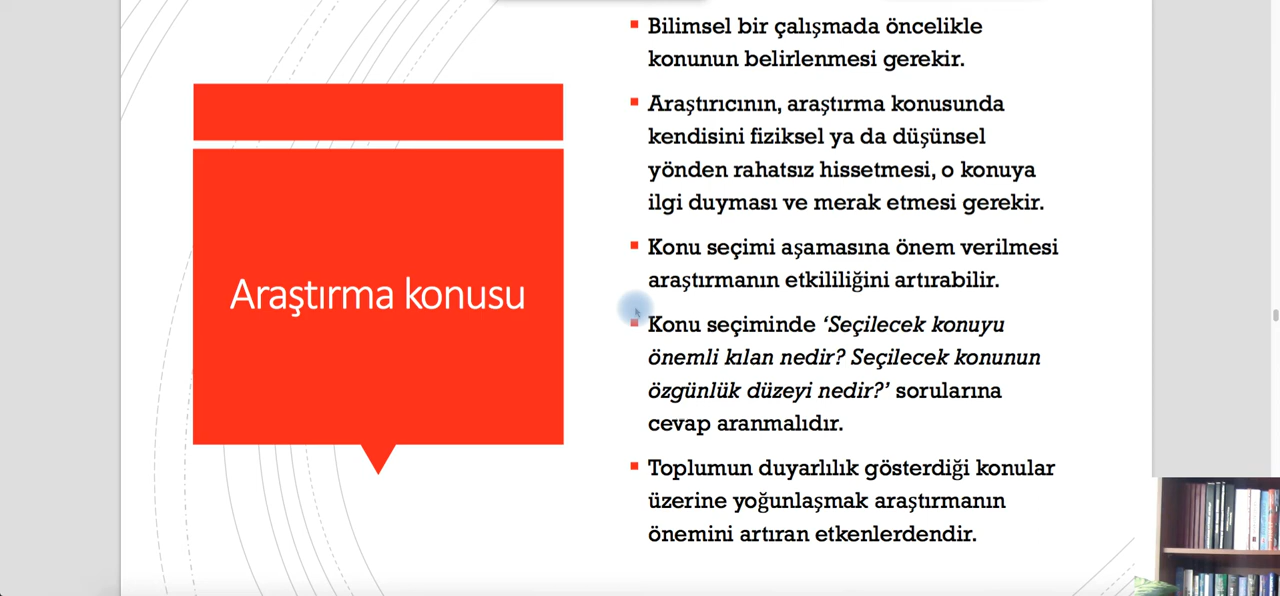 Araştırma konusu
Bilimsel bir çalışmada öncelikle
konunun belirlenmesi gerekir.
Araştırıcının, araştırma konusunda
kendisini fiziksel ya da düşünsel
yönden rahatsız hissetmesi, o konuya
ilgi duyması ve merak etmesi gerekir.
Konu seçimi aşamasına önem verilmesi
araştırmanın etkililiğini artırabilir.
Konu seçiminde ‘Seçilecek konuyu
önemli kılan nedir? Seçilecek konunun
özgünlük düzeyi nedir?’ sorularına
cevap aranmalıdır.
Toplumun duyarlılık gösterdiği konular
üzerine yoğunlaşmak araştırmanın
önemini artıran etkenlerdendir.